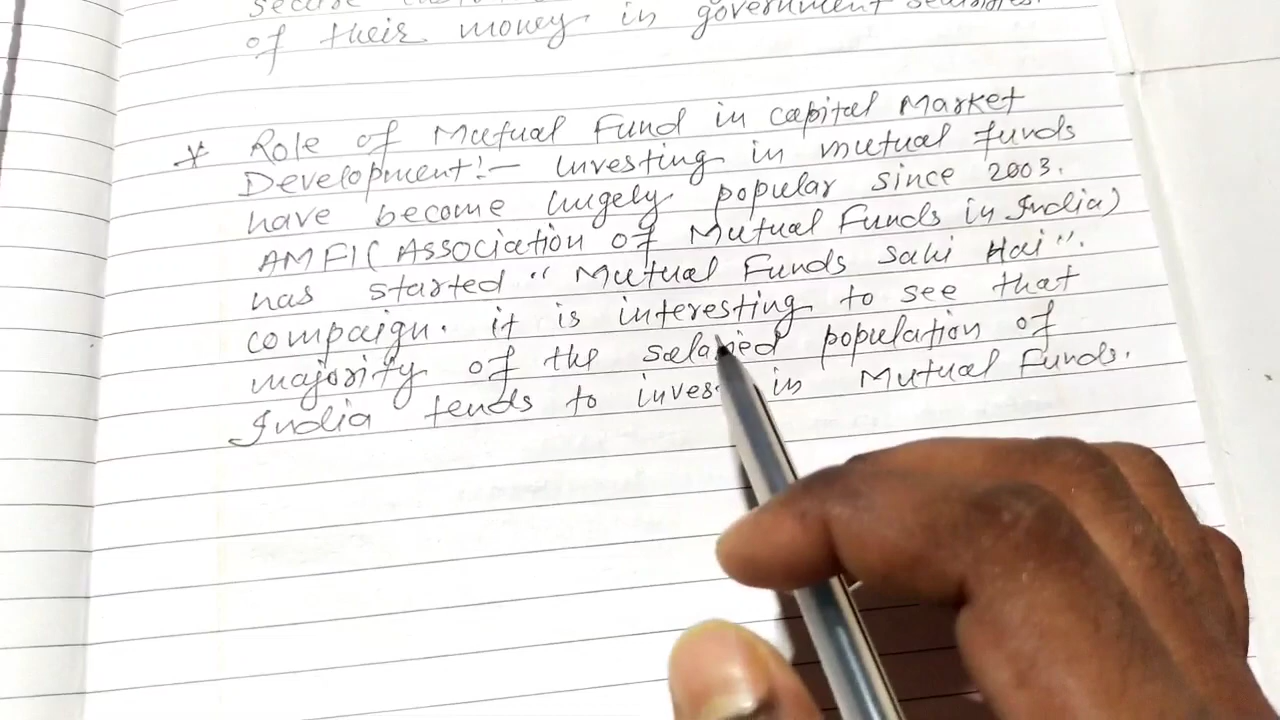 of their money in government
* Role of Mutual Fund in capital Market
Development:- Investing in mutual funds
have become hugely popular since 2003.
AMFI (Association of Mutual Funds in India)
has started "Mutual Funds Sahi Hai".
compaign. it is interesting to see that
majority of the salaried population of
India tends to invest in Mutual Funds.